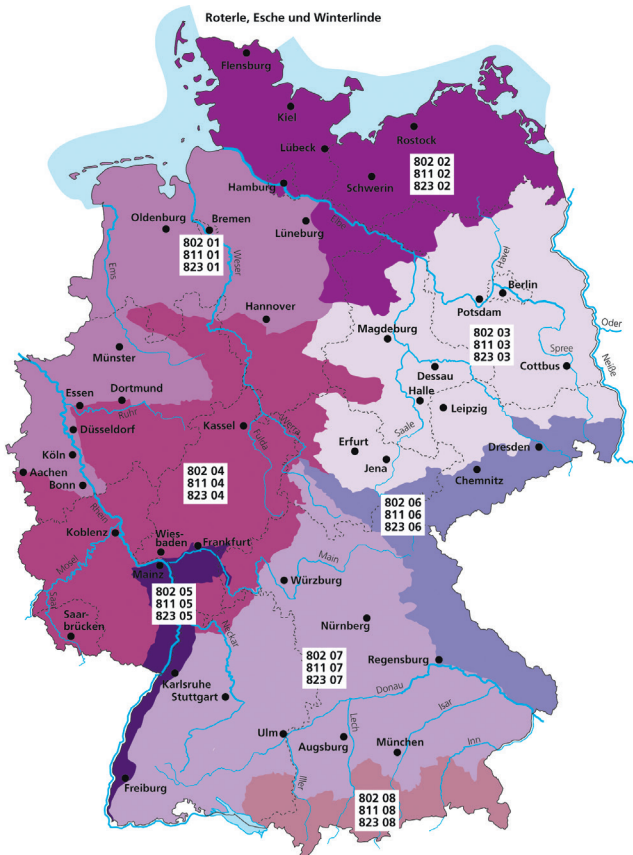 Roterle, Esche und Winterlinde
Flensburg
Kiel
Rostock
Lübeck
802 02
811 02
823 02
Schwerin
Hamburg
Oldenburg
Bremen
Lüneburg
Elbe
802 01
811 01
823 01
Havel
Ems
Weser
Berlin
Potsdam
Hannover
Oder
Magdeburg
802 03
811 03
823 03
Münster
Spree
Neiße
Dessau
Cottbus
Essen
Dortmund
Halle
Leipzig
Ruhr
Düsseldorf
Kassel
Werra
Fulda
Saale
Erfurt
Dresden
Köln
Jena
Aachen
802 04
811 04
823 04
Chemnitz
Bonn
802 06
811 06
823 06
Rhein
Koblenz
Wies-
baden
Frankfurt
Mosel
Mainz
Main
Würzburg
802 05
811 05
823 05
Saar
Saar-
brücken
Neckar
Nürnberg
802 07
811 07
823 07
Regensburg
Karlsruhe
Stuttgart
Donau
Isar
Lech
Ulm
Augsburg
München
Inn
Iller
Freiburg
802 08
811 08
823 08